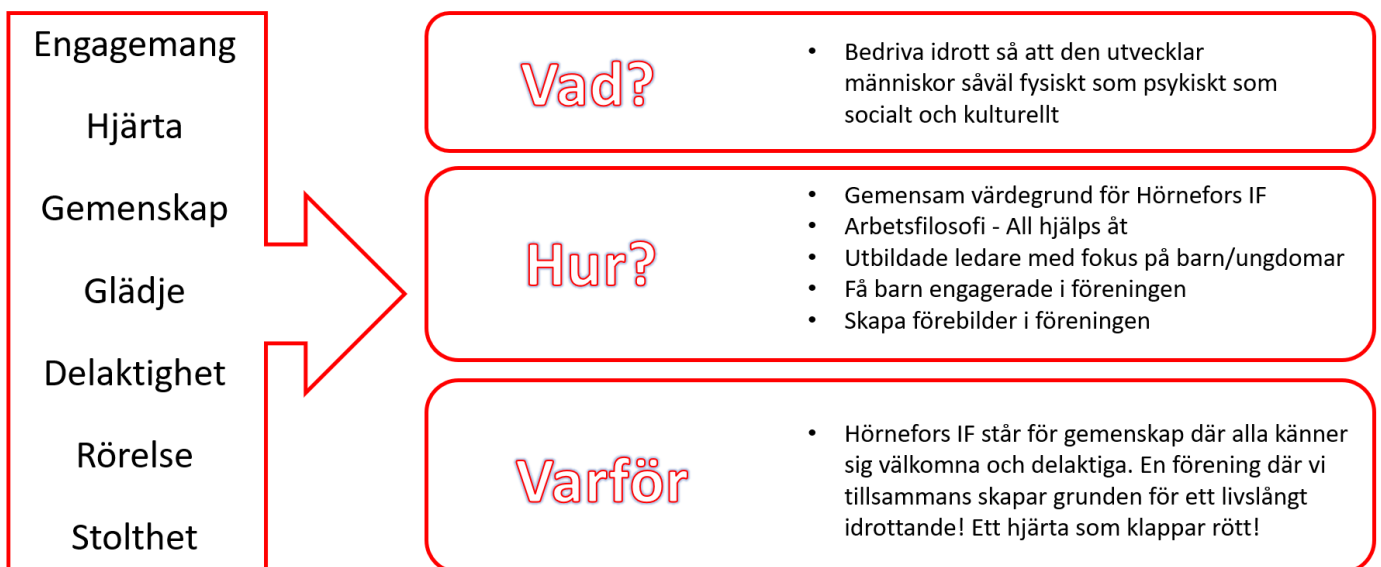 Engagemang
Hjärta
Gemenskap
Glädje
Delaktighet
Rörelse
Stolthet
Vad?
• Bedriva idrott så att den utvecklar
människor såväl fysiskt som psykiskt som
socialt och kulturellt
Hur?
• Gemensam värdegrund för Hörnefors IF
• Arbetsfilosofi - All hjälps åt
• Utbildade ledare med fokus på barn/ungdomar
• Få barn engagerade i föreningen
• Skapa förebilder i föreningen
Varför
• Hörnefors IF står för gemenskap där alla känner
sig välkomna och delaktiga. En förening där vi
tillsammans skapar grunden för ett livslångt
idrottande! Ett hjärta som klappar rött!